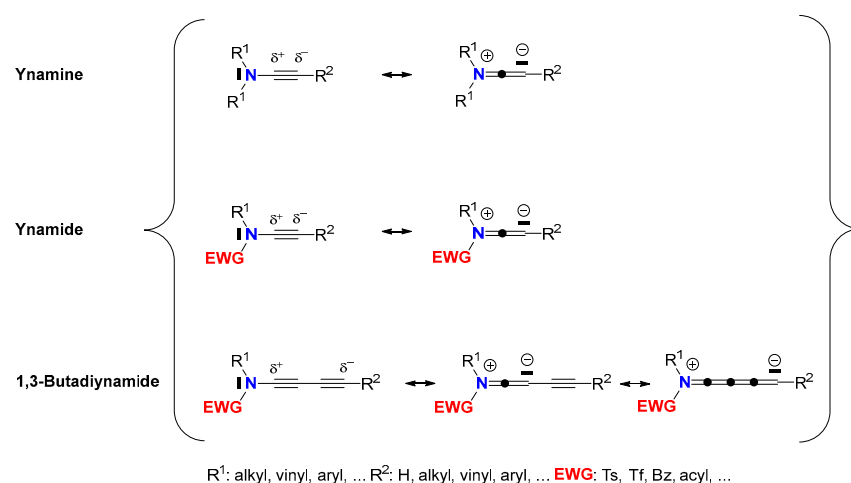 Ynamine
R¹ δ⁺ δ⁻ N R² R¹
R¹ ⊕ ⊖ N R² R¹
Ynamide
R¹ δ⁺ δ⁻ N R² EWG
R¹ ⊕ ⊖ N R² EWG
1,3-Butadiynamide
R¹ δ⁺ δ⁻ N R² EWG
R¹ ⊕ ⊖ N R² EWG
R¹ ⊕ ⊖ N R² EWG
R¹: alkyl, vinyl, aryl, ... R²: H, alkyl, vinyl, aryl, ... EWG: Ts, Tf, Bz, acyl, ...